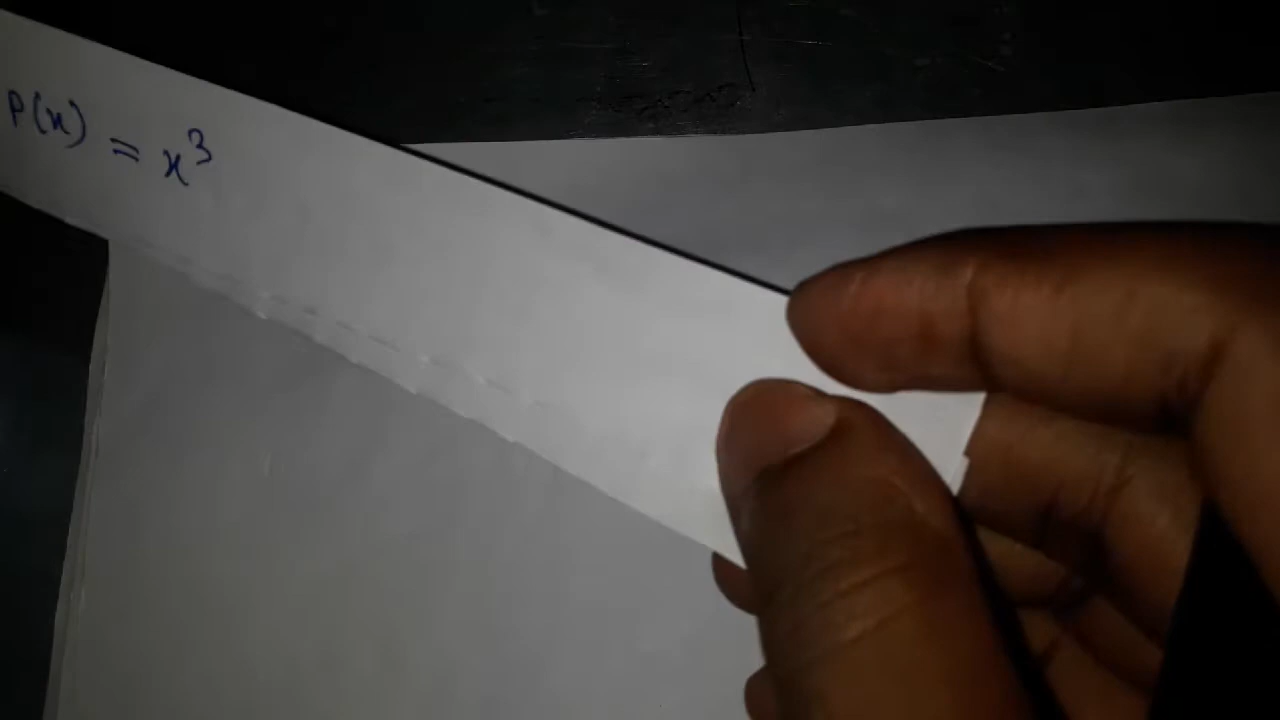 P(x) = x³